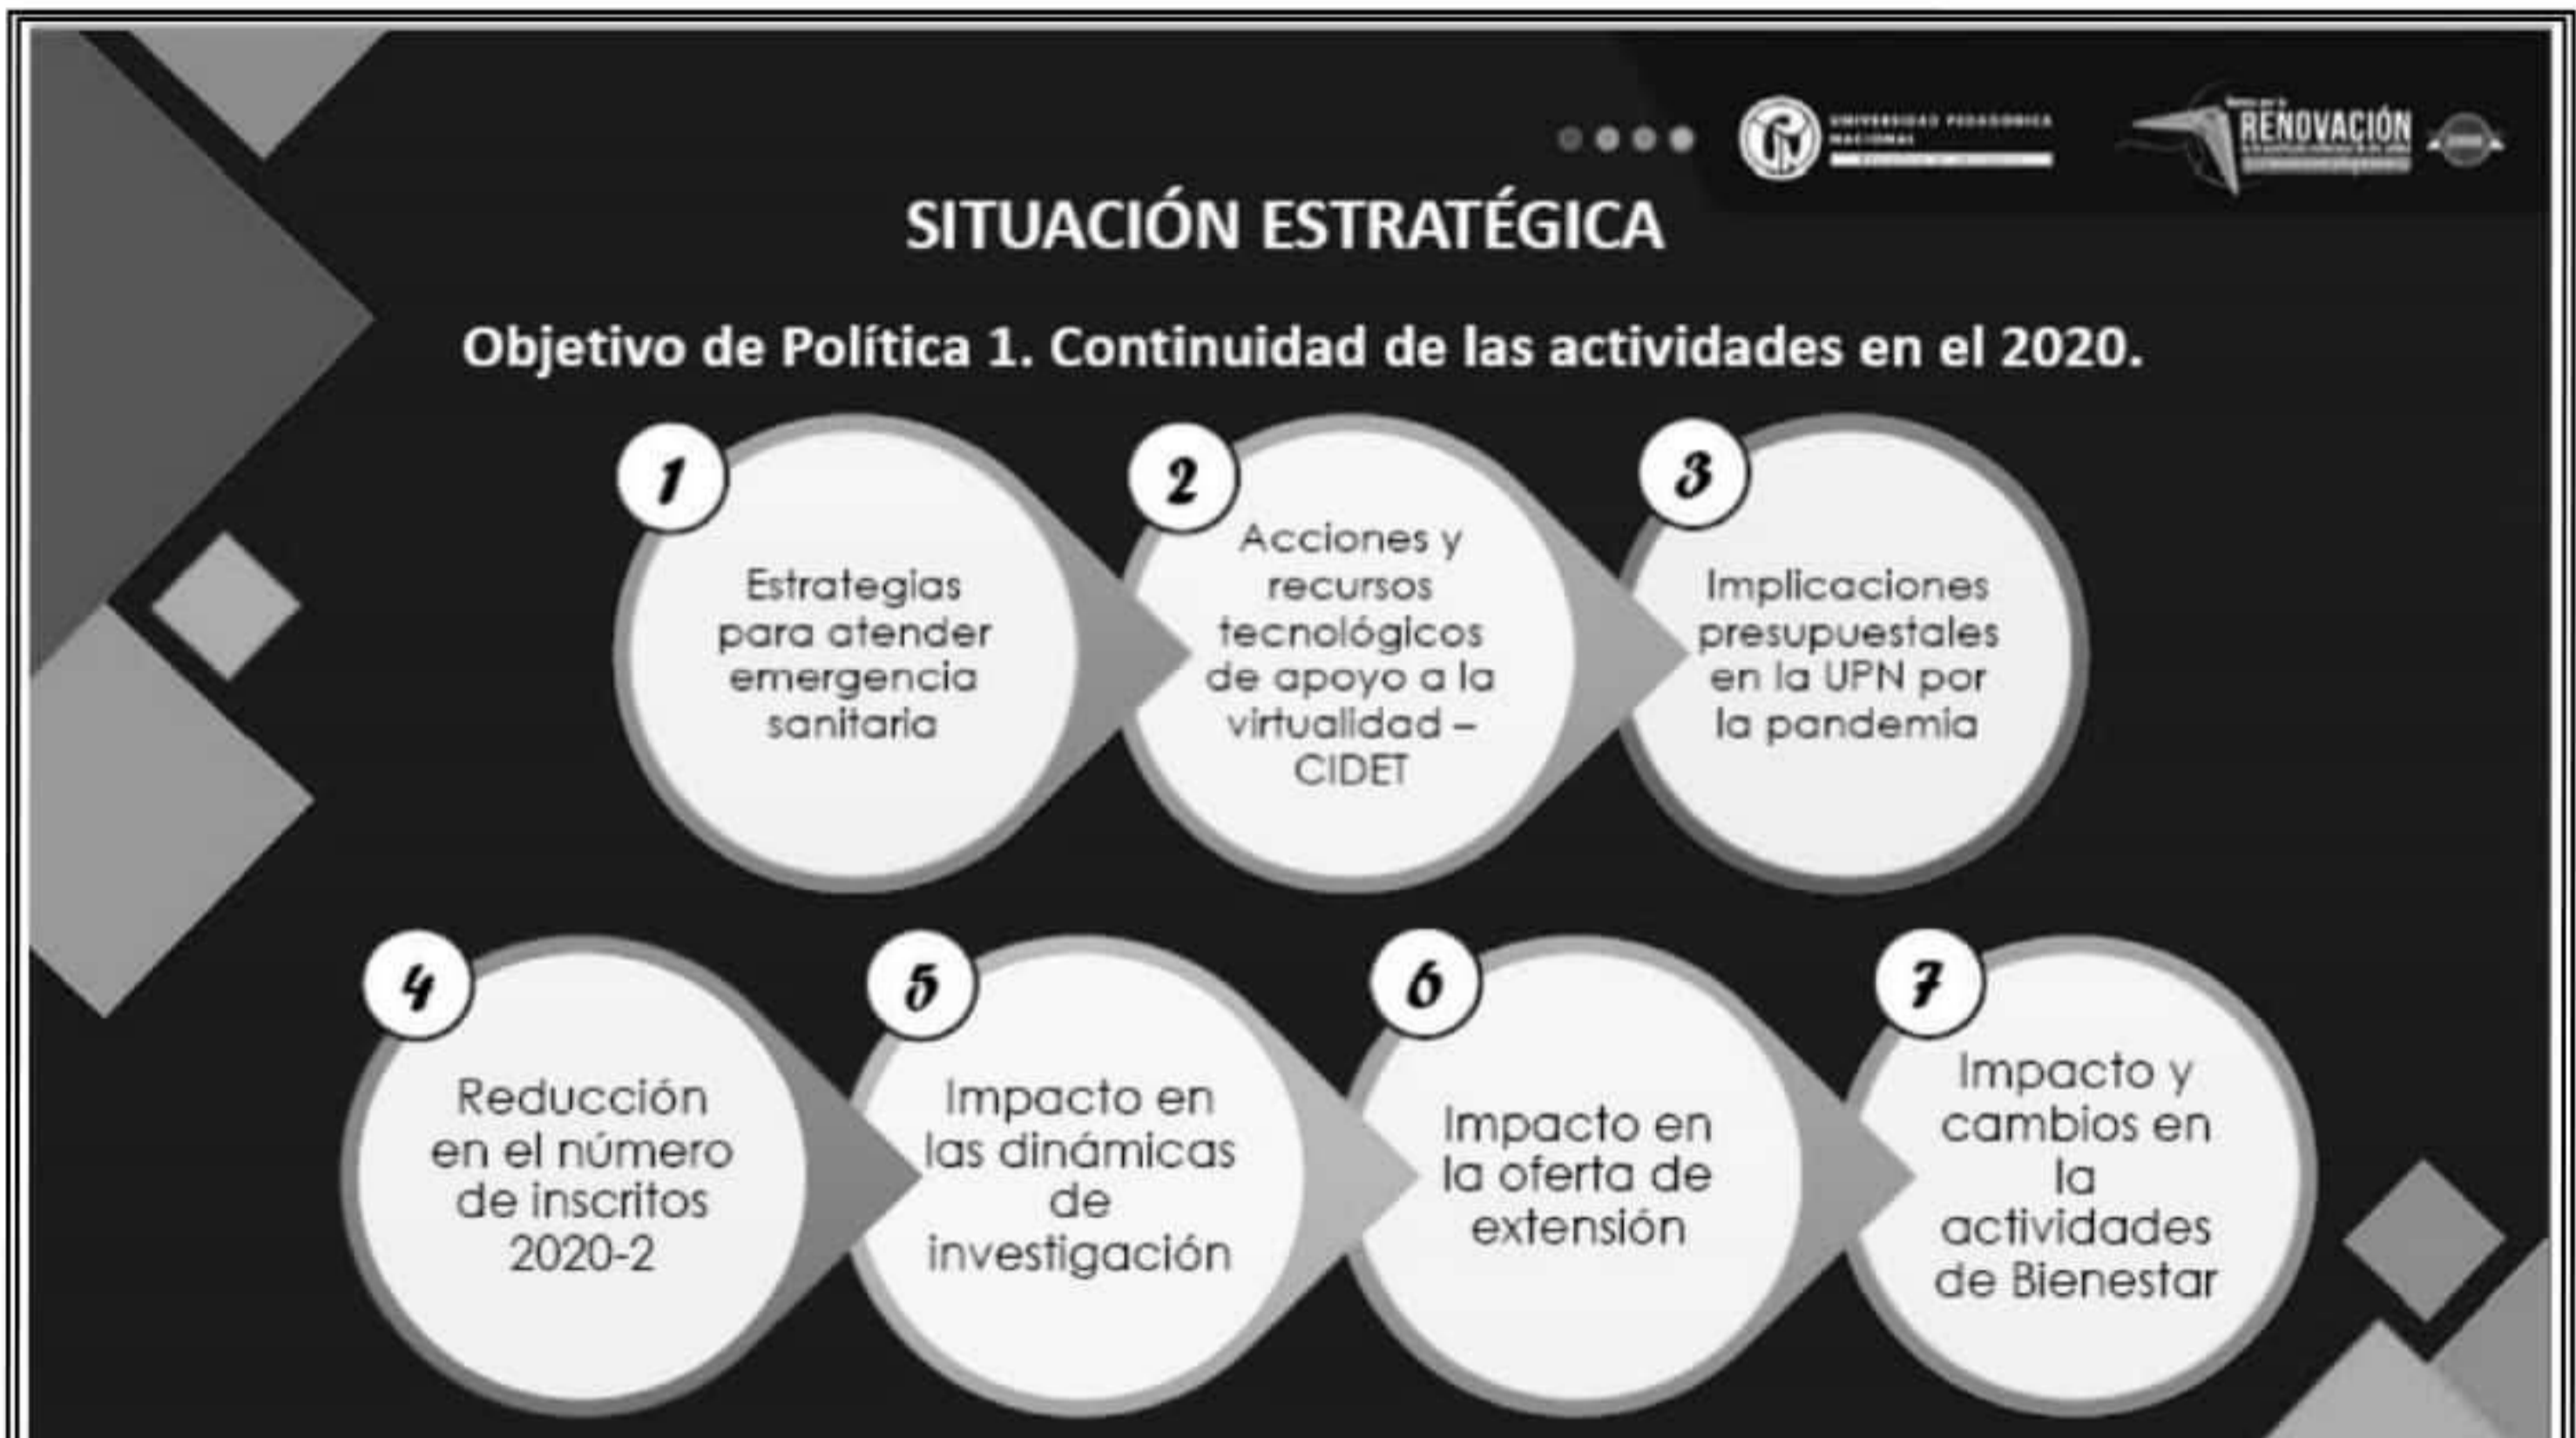 UNIVERSIDAD PEDAGOGICA
NACIONAL
RENOVACIÓN
SITUACIÓN ESTRATÉGICA
Objetivo de Política 1. Continuidad de las actividades en el 2020.
1
Estrategias
para atender
emergencia
sanitaria
2
Acciones y
recursos
tecnológicos
de apoyo a la
virtualidad –
CIDET
3
Implicaciones
presupuestales
en la UPN por
la pandemia
4
Reducción
en el número
de inscritos
2020-2
5
Impacto en
las dinámicas
de
investigación
6
Impacto en
la oferta de
extensión
7
Impacto y
cambios en
la
actividades
de Bienestar